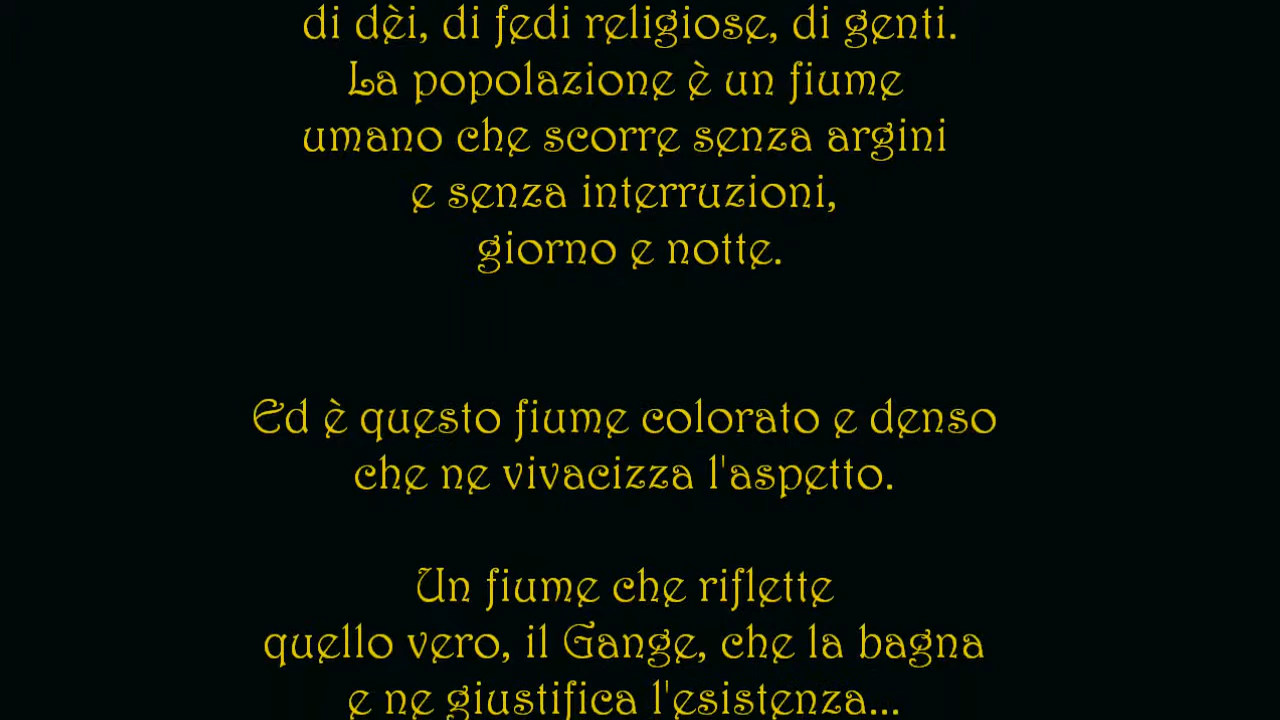 di dèi, di fedi religiose, di genti.
La popolazione è un fiume
umano che scorre senza argini
e senza interruzioni,
giorno e notte.
Ed è questo fiume colorato e denso
che ne vivacizza l'aspetto.
Un fiume che riflette
quello vero, il Gange, che la bagna
e ne giustifica l'esistenza...